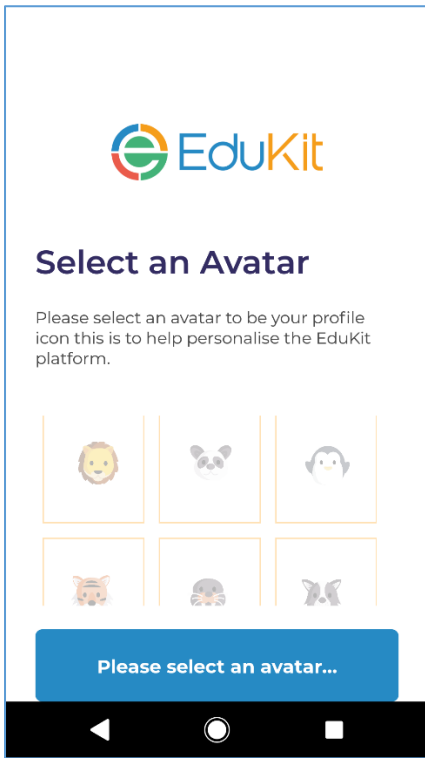 EduKit
Select an Avatar
Please select an avatar to be your profile
icon this is to help personalise the EduKit
platform.
Please select an avatar...